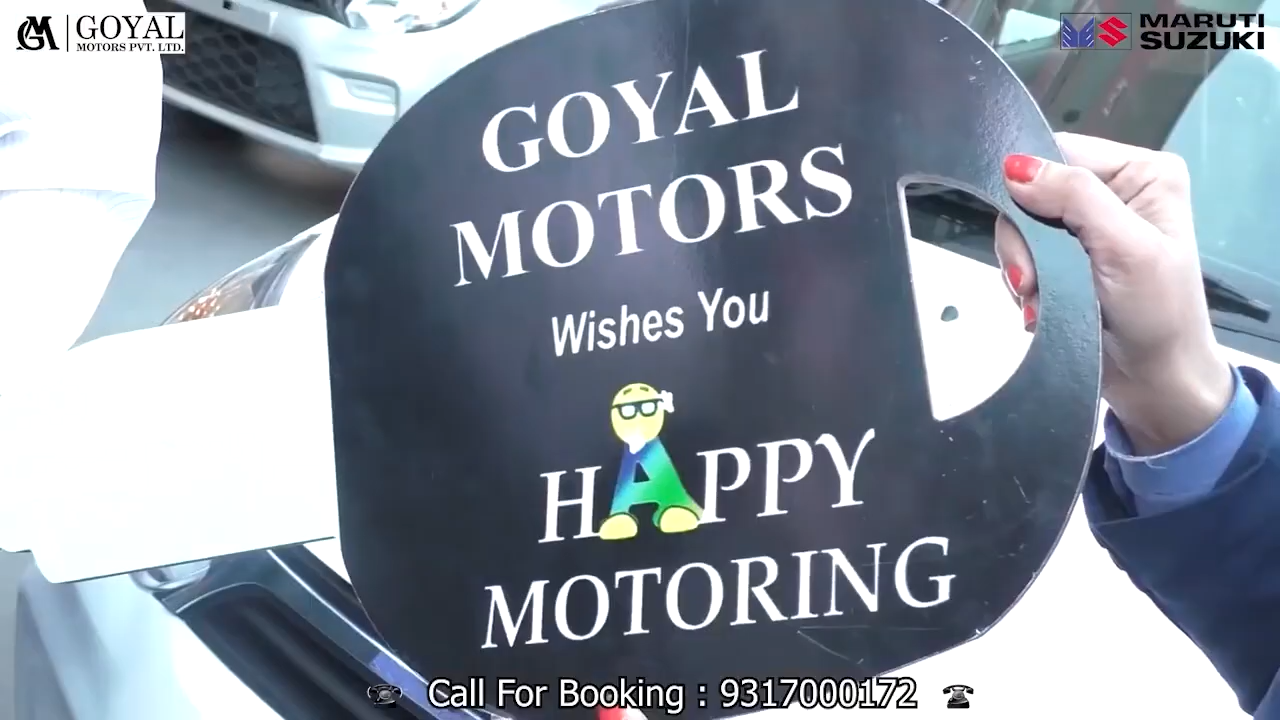 GOYAL
MOTORS PVT. LTD.
MARUTI
SUZUKI
GOYAL
MOTORS
Wishes You
HAPPY
MOTORING
Call For Booking : 9317000172